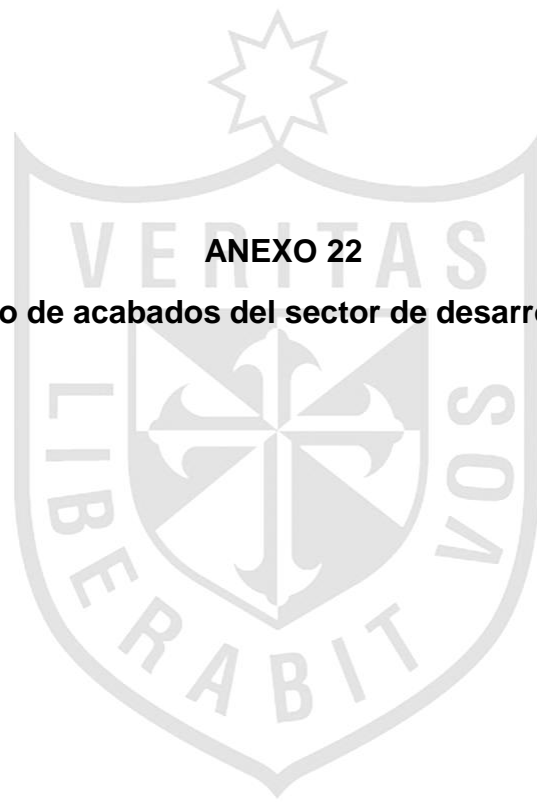 ANEXO 22
o de acabados del sector de desarr
VERITAS
LIBERABIT
VOS